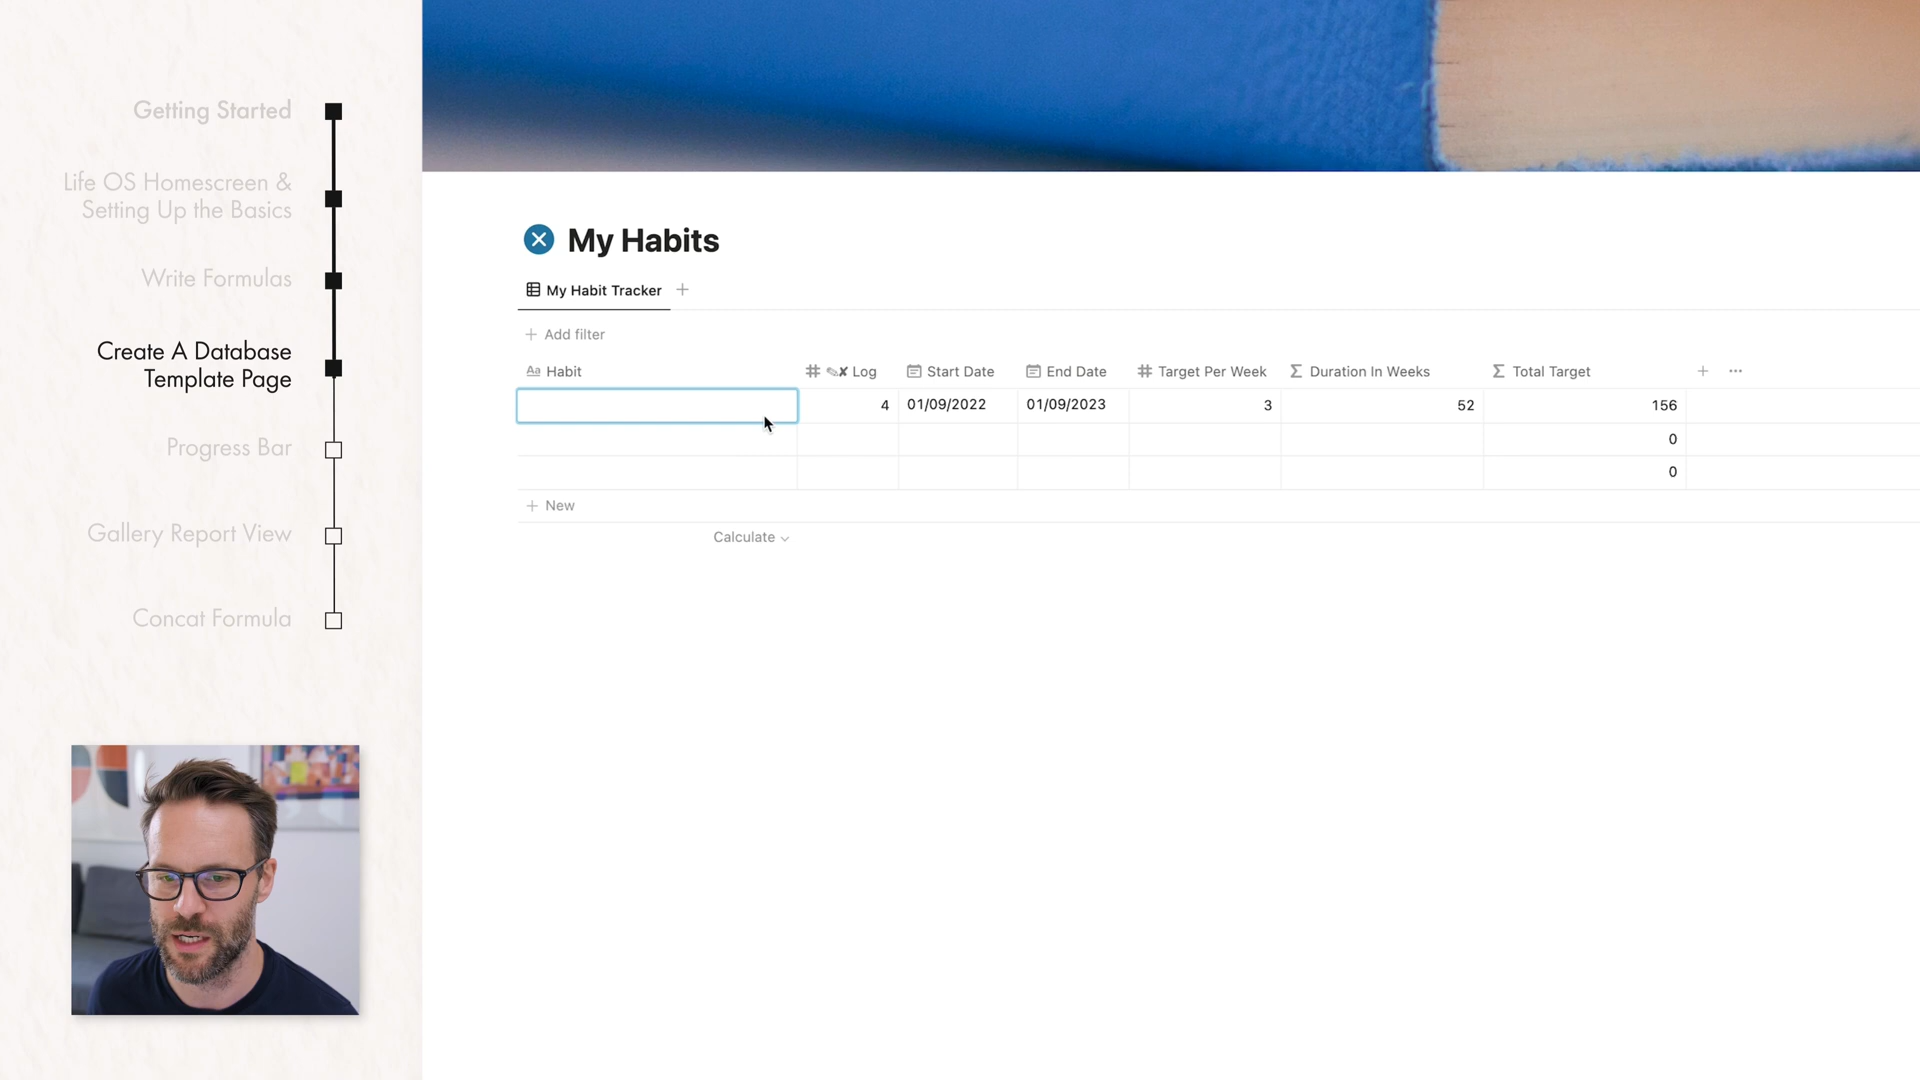 Getting Started
Life OS Homescreen &
Setting Up the Basics
Write Formulas
Create A Database
Template Page
Progress Bar
Gallery Report View
Concat Formula
My Habits
My Habit Tracker
Add filter
Aa Habit
Log
Start Date
End Date
Target Per Week
Duration In Weeks
Total Target
4
01/09/2022
01/09/2023
3
52
156
0
0
New
Calculate